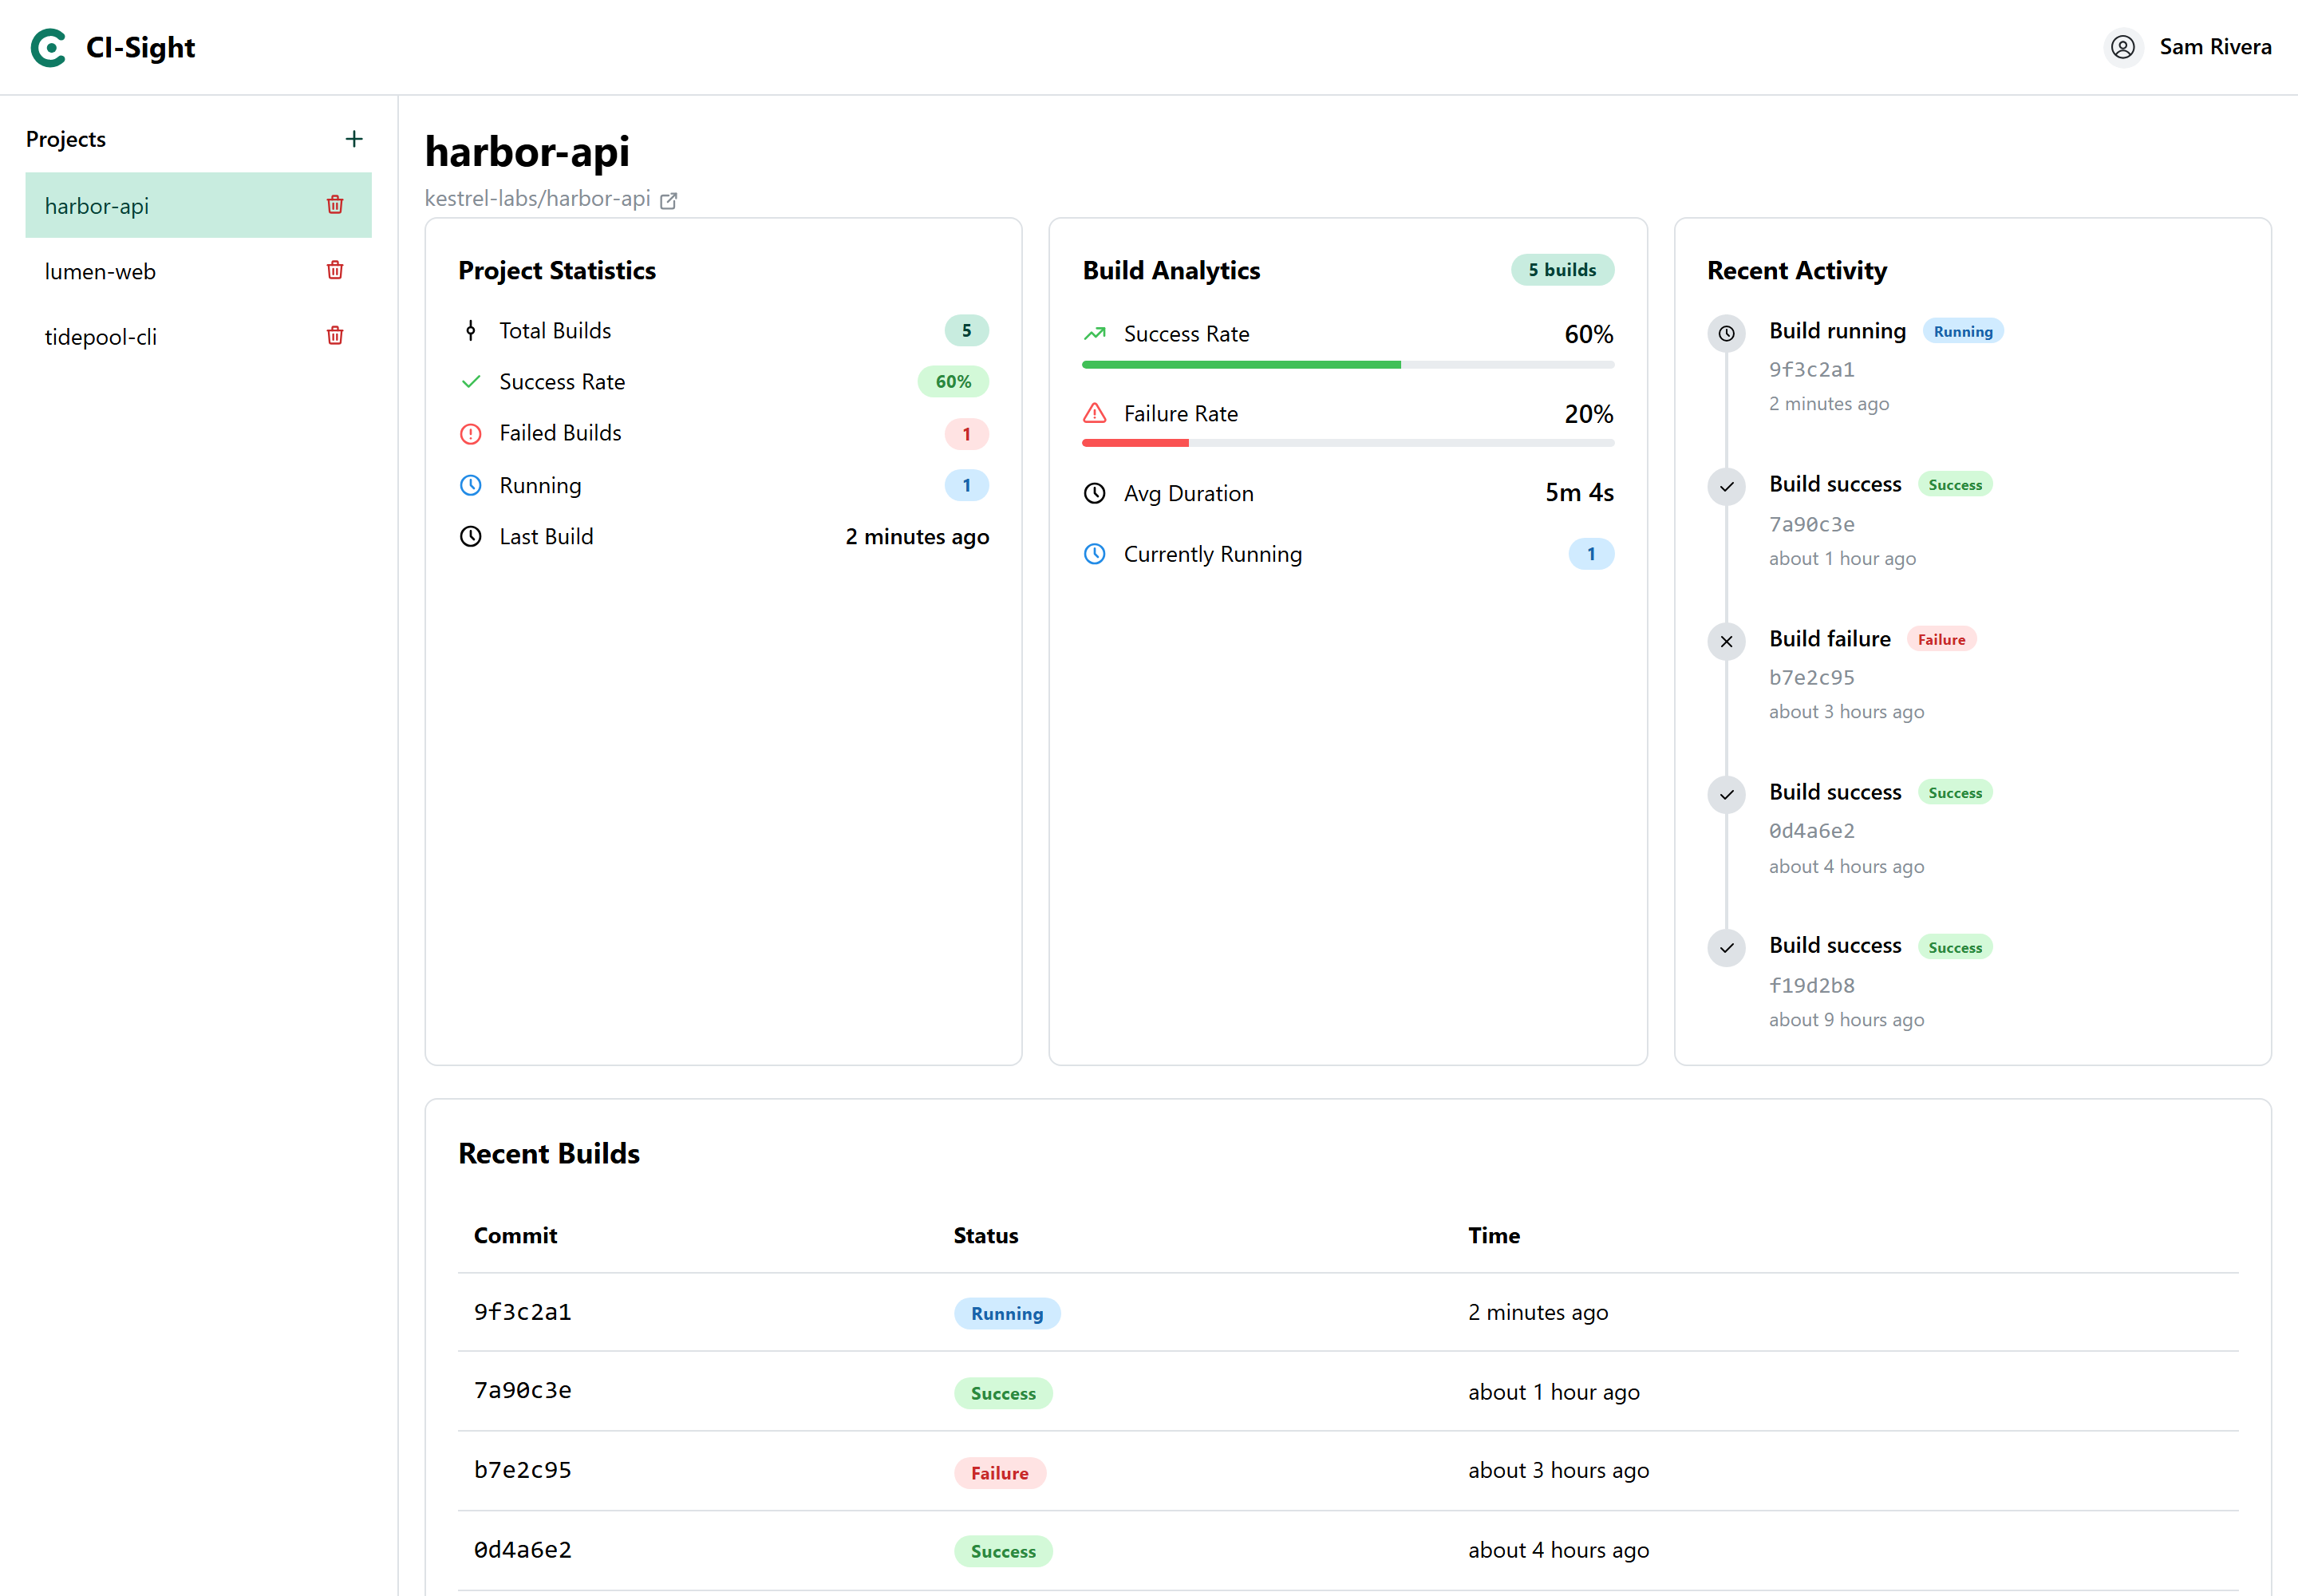 CI-Sight
Sam Rivera
Projects
harbor-api
lumen-web
tidepool-cli
harbor-api
kestrel-labs/harbor-api
Project Statistics
Total Builds 5
Success Rate 60%
Failed Builds 1
Running 1
Last Build 2 minutes ago
Build Analytics 5 builds
Success Rate 60%
Failure Rate 20%
Avg Duration 5m 4s
Currently Running 1
Recent Activity
Build running Running
9f3c2a1
2 minutes ago
Build success Success
7a90c3e
about 1 hour ago
Build failure Failure
b7e2c95
about 3 hours ago
Build success Success
0d4a6e2
about 4 hours ago
Build success Success
f19d2b8
about 9 hours ago
Recent Builds
Commit Status Time
9f3c2a1 Running 2 minutes ago
7a90c3e Success about 1 hour ago
b7e2c95 Failure about 3 hours ago
0d4a6e2 Success about 4 hours ago